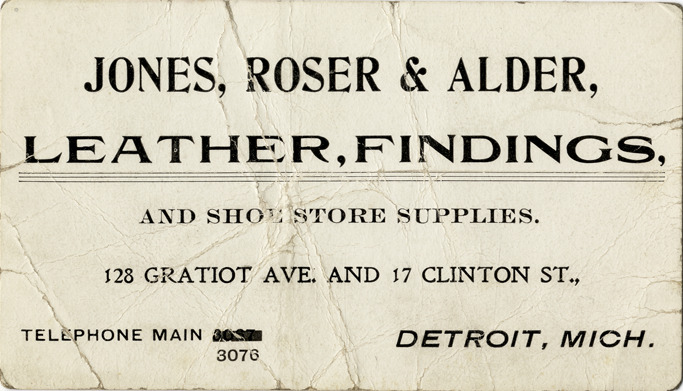 JONES, ROSER & ALDER,
LEATHER, FINDINGS,
AND SHOE STORE SUPPLIES.
128 GRATIOT AVE. AND 17 CLINTON ST.,
TELEPHONE MAIN
3076
DETROIT, MICH.